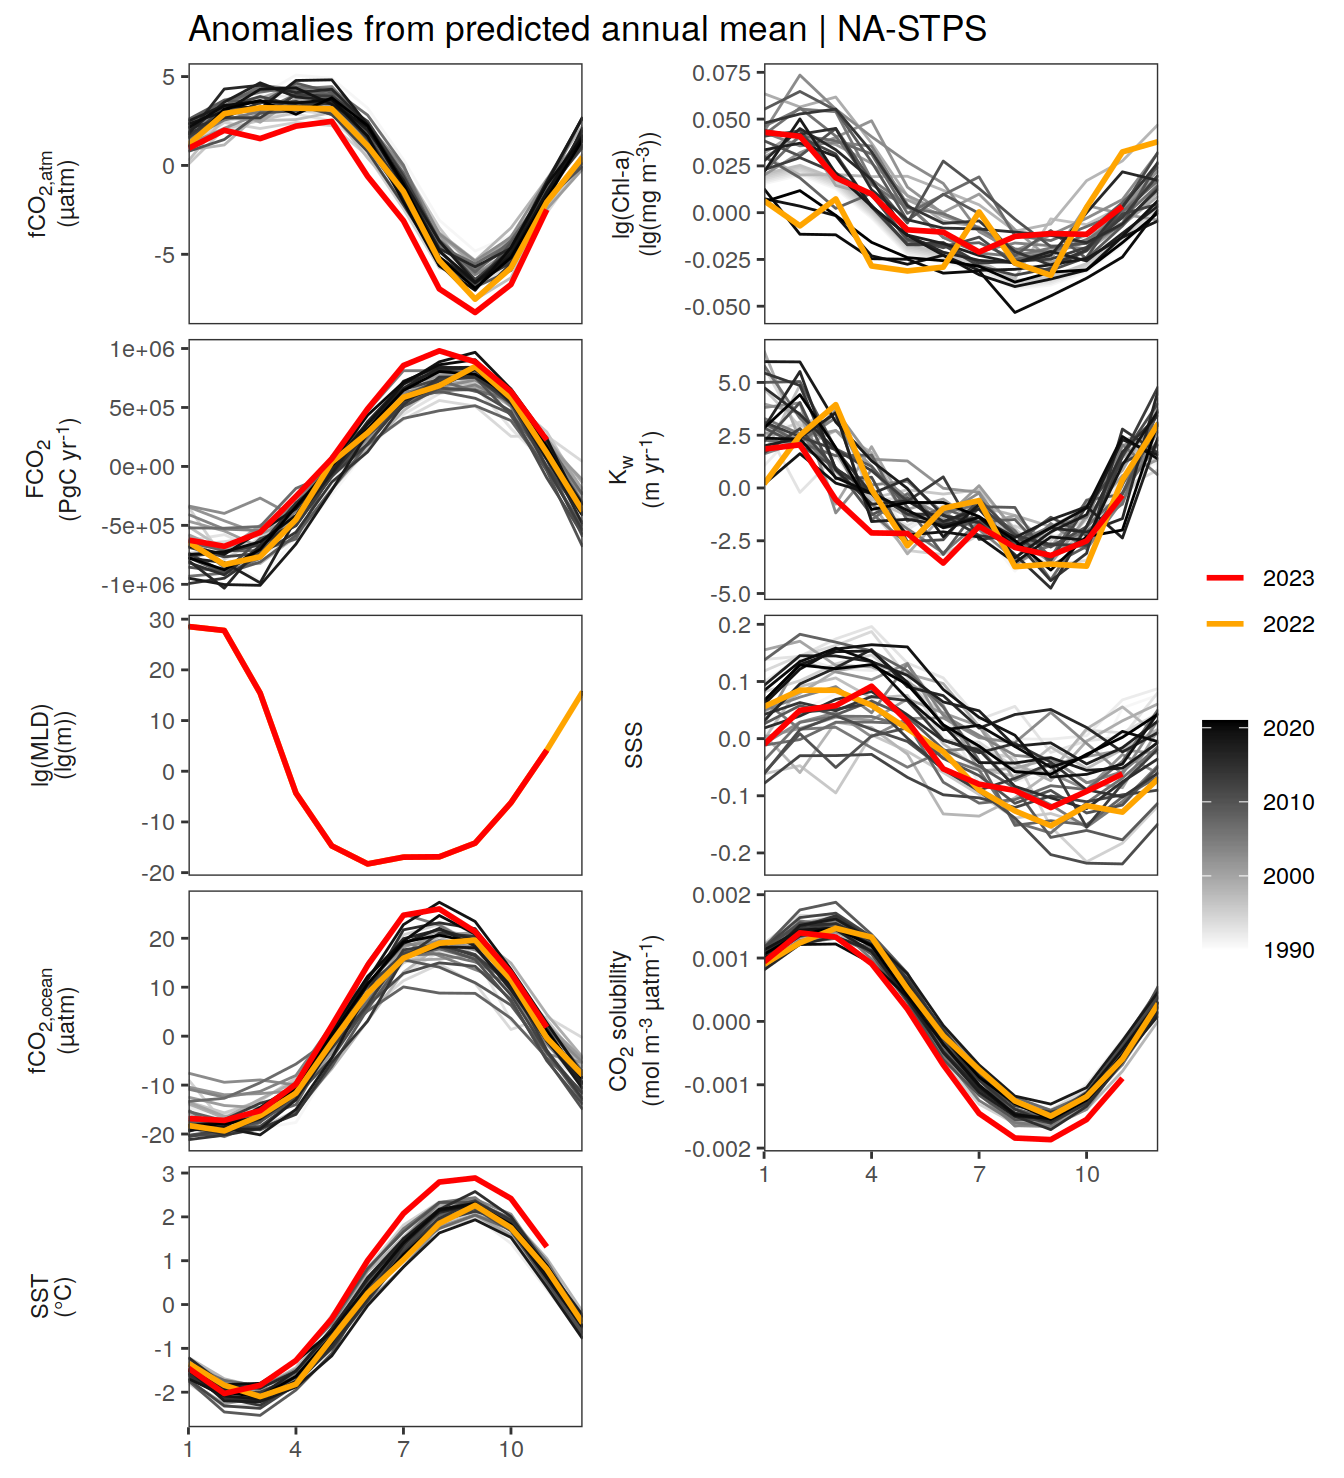 Anomalies from predicted annual mean | NA-STPS
fCO2,atm
(µatm)
5
0
-5
lg(Chl-a)
(lg(mg m-3))
0.075
0.050
0.025
0.000
-0.025
-0.050
FCO2
(PgC yr-1)
1e+06
5e+05
0e+00
-5e+05
-1e+06
Kw
(m yr-1)
5.0
2.5
0.0
-2.5
-5.0
lg(MLD)
(lg(m))
30
20
10
0
-10
-20
SSS
0.2
0.1
0.0
-0.1
-0.2
fCO2,ocean
(µatm)
20
10
0
-10
-20
CO2 solubility
(mol m-3 µatm-1)
0.002
0.001
0.000
-0.001
-0.002
1 4 7 10
SST
(°C)
3
2
1
0
-1
-2
1 4 7 10
2023
2022
2020
2010
2000
1990